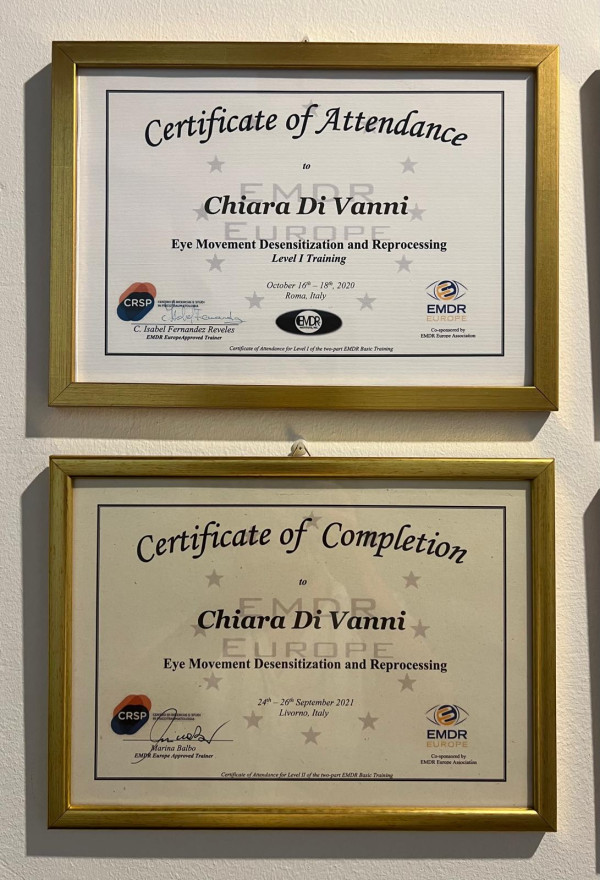 Certificate of Attendance
to
EMDR
Chiara Di Vanni
EUROPE
Eye Movement Desensitization and Reprocessing
Level I Training
October 16th – 18th, 2020
Roma, Italy
CRSP
C. Isabel Fernandez Reveles
EMDR EuropeApproved Trainer
EMDR
EMDR
EUROPE
Co-sponsored by
EMDR Europe Association
Certificate of Attendance for Level I of the two-part EMDR Basic Training
Certificate of Completion
to
EMDR
Chiara Di Vanni
EUROPE
Eye Movement Desensitization and Reprocessing
24th – 26th September 2021
Livorno, Italy
CRSP
Marina Balbo
EMDR Europe Approved Trainer
EMDR
EUROPE
Co-sponsored by
EMDR Europe Association
Certificate of Attendance for Level II of the two-part EMDR Basic Training